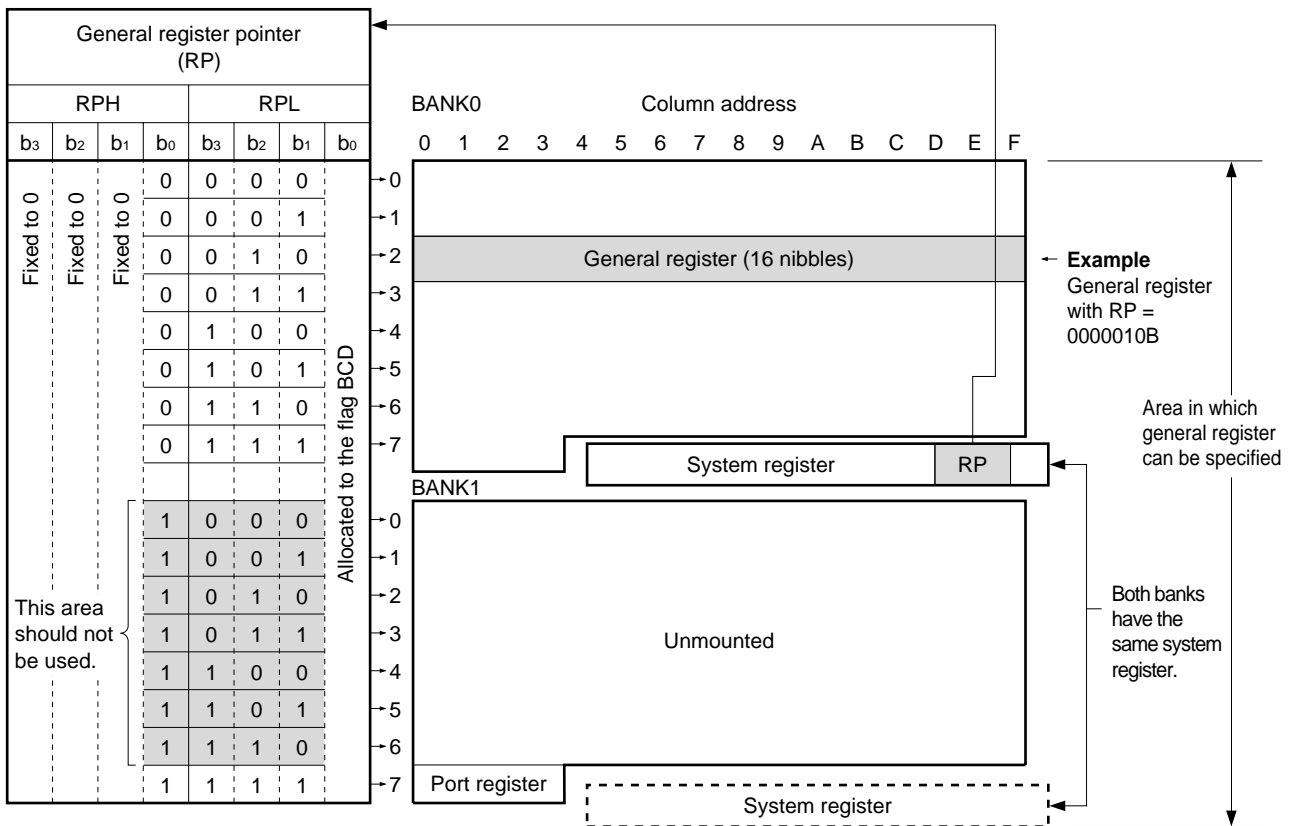 General register pointer
(RP)
RPH RPL
b3 b2 b1 b0 b3 b2 b1 b0
BANK0 Column address
0 1 2 3 4 5 6 7 8 9 A B C D E F
Fixed to 0
Fixed to 0
Fixed to 0
Allocated to the flag BCD
0 0 0 0 0
0 0 0 1 1
0 0 1 0 2
General register (16 nibbles)
0 0 1 1 3
0 1 0 0 4
0 1 0 1 5
0 1 1 0 6
0 1 1 1 7
System register RP
Example
General register
with RP =
0000010B
Area in which
general register
can be specified
BANK1
1 0 0 0 0
1 0 0 1 1
1 0 1 0 2
1 0 1 1 3
1 1 0 0 4
1 1 0 1 5
1 1 1 0 6
1 1 1 1 7
This area
should not
be used.
Unmounted
Port register
System register
Both banks
have the
same system
register.